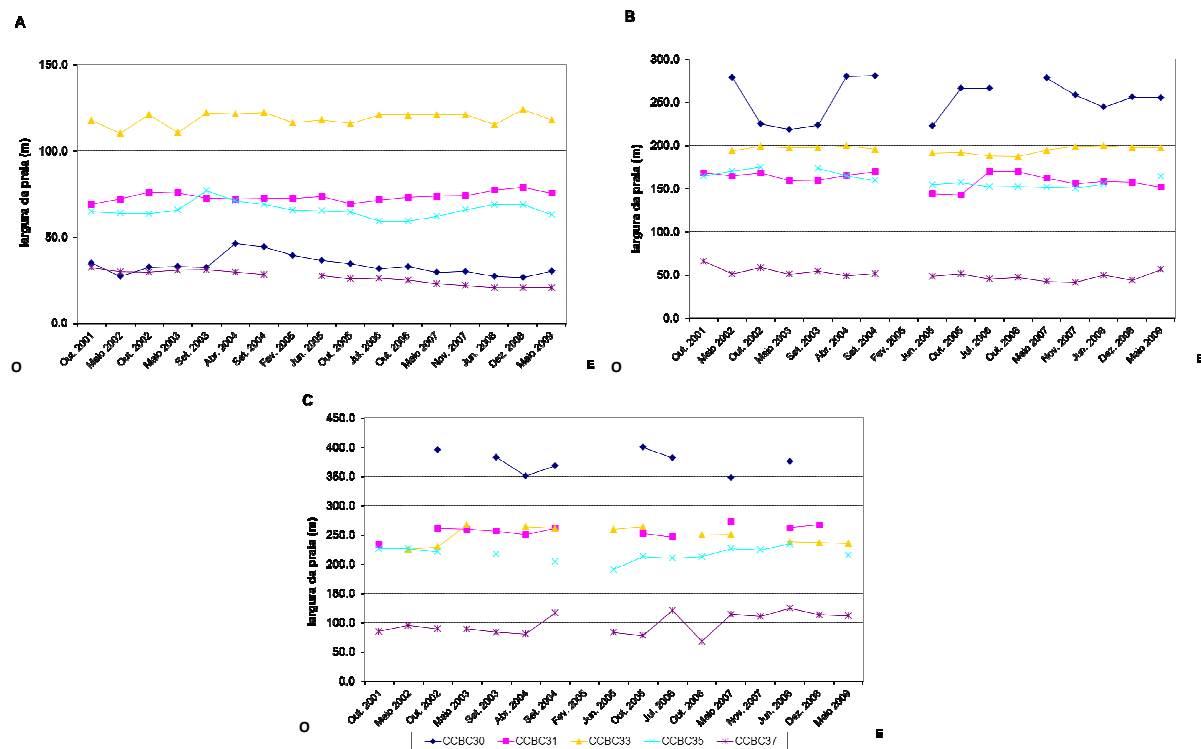 A
150.0
100.0
50.0
0.0
largura da praia (m)
Out. 2001
Maio 2002
Out. 2002
Maio 2003
Set. 2003
Abr. 2004
Set. 2004
Fev. 2005
Jun. 2005
Out. 2005
Jul. 2006
Out. 2006
Maio 2007
Nov. 2007
Jun. 2008
Dez. 2008
Maio 2009
O
E
B
300.0
250.0
200.0
150.0
100.0
50.0
0.0
largura da praia (m)
Out. 2001
Maio 2002
Out. 2002
Maio 2003
Set. 2003
Abr. 2004
Set. 2004
Fev. 2005
Jun. 2005
Out. 2005
Jul. 2006
Out. 2006
Maio 2007
Nov. 2007
Jun. 2008
Dez. 2008
Maio 2009
O
E
C
450.0
400.0
350.0
300.0
250.0
200.0
150.0
100.0
50.0
0.0
largura da praia (m)
Out. 2001
Maio 2002
Out. 2002
Maio 2003
Set. 2003
Abr. 2004
Set. 2004
Fev. 2005
Jun. 2005
Out. 2005
Jul. 2006
Out. 2006
Maio 2007
Nov. 2007
Jun. 2008
Dez. 2008
Maio 2009
O
E
CCBC30 CCBC31 CCBC33 CCBC35 CCBC37